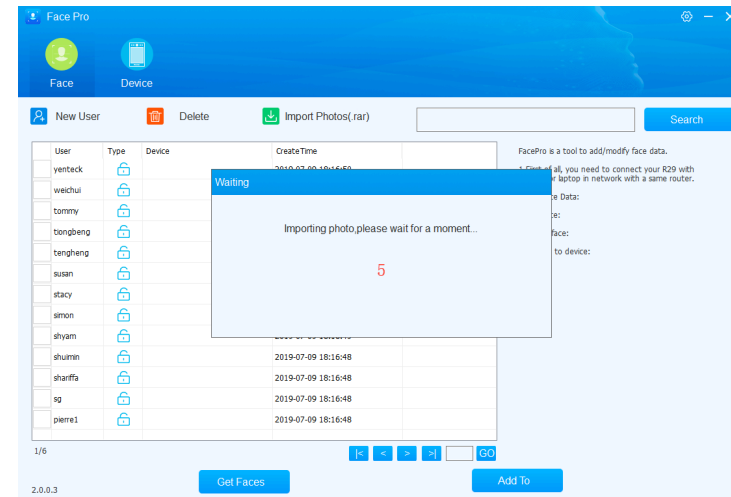 Face Pro
Face
Device
New User
Delete
Import Photos(.rar)
Search
User Type Device CreateTime
yenteck
weichui
tommy
tiongbeng
tengheng
susan
stacy
simon
shyam
shuimin 2019-07-09 18:16:48
shariffa 2019-07-09 18:16:48
sg 2019-07-09 18:16:48
pierre1 2019-07-09 18:16:48
Waiting
Importing photo,please wait for a moment...
5
FacePro is a tool to add/modify face data.
1.First of all, you need to connect your R29 with
or laptop in network with a same router.
Data:
face:
to device:
1/6
|< < > >| GO
Get Faces
Add To
2.0.0.3